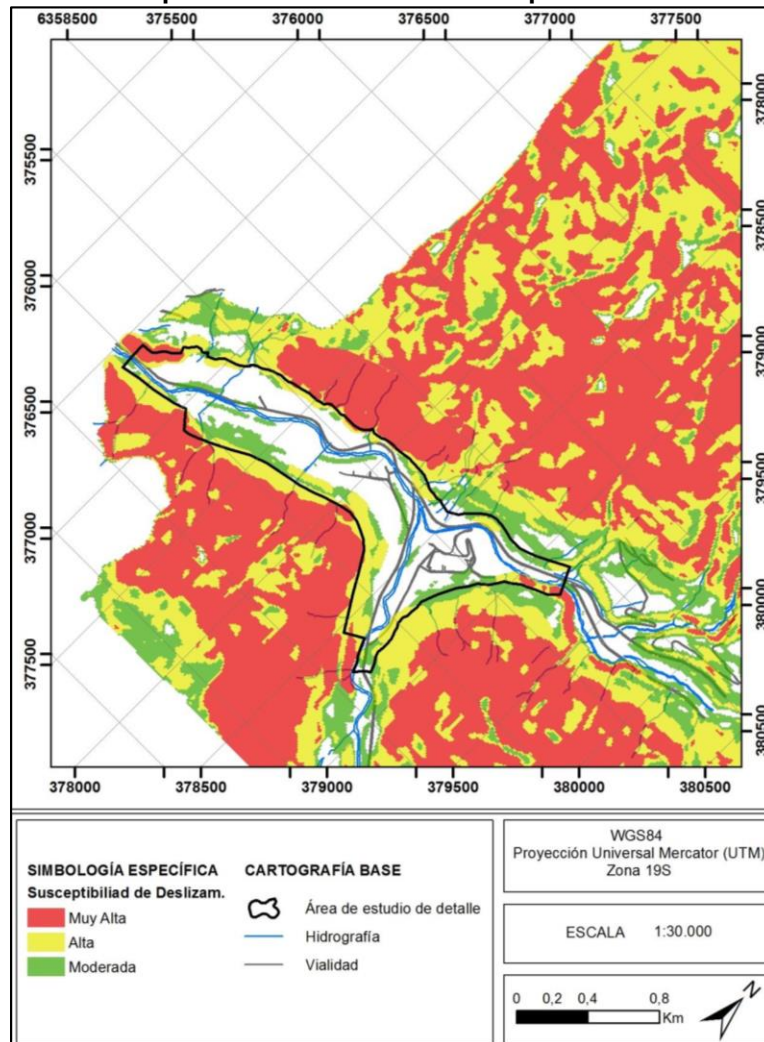 6358500 375500 376000 376500 377000 377500
375500
376000
376500
377000
377500
378000
378500
379000
379500
380000
380500
378000 378500 379000 379500 380000 380500
SIMBOLOGÍA ESPECÍFICA
Susceptibiliad de Deslizam.
Muy Alta
Alta
Moderada
CARTOGRAFÍA BASE
Área de estudio de detalle
Hidrografía
Vialidad
WGS84
Proyección Universal Mercator (UTM)
Zona 19S
ESCALA 1:30.000
0 0,2 0,4 0,8
Km
N